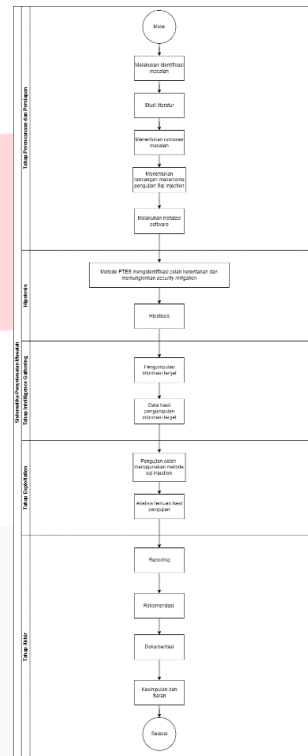 Sistematika Penyelesaian Masalah
Tahap Perencanaan dan Persiapan
Mulai
Melakukan identifikasi
masalah
Studi literatur
Menentukan rumusan
masalah
Menentukan
rancangan mekanisme
pengujian Sql Injection
Melakukan instalasi
software
Hipotesis
Metode PTES mengidentifikasi celah kerentanan dan
memungkinkan security mitigation
Hipotesis
Tahap Intelligence Gathering
Pengumpulan
informasi target
Data hasil
pengumpulan
informasi target
Tahap Exploitation
Pengujian celah
menggunakan metode
sql injection
Analisis temuan hasil
pengujian
Tahap Akhir
Reporting
Rekomendasi
Dokumentasi
Kesimpulan dan
Saran
Selesai